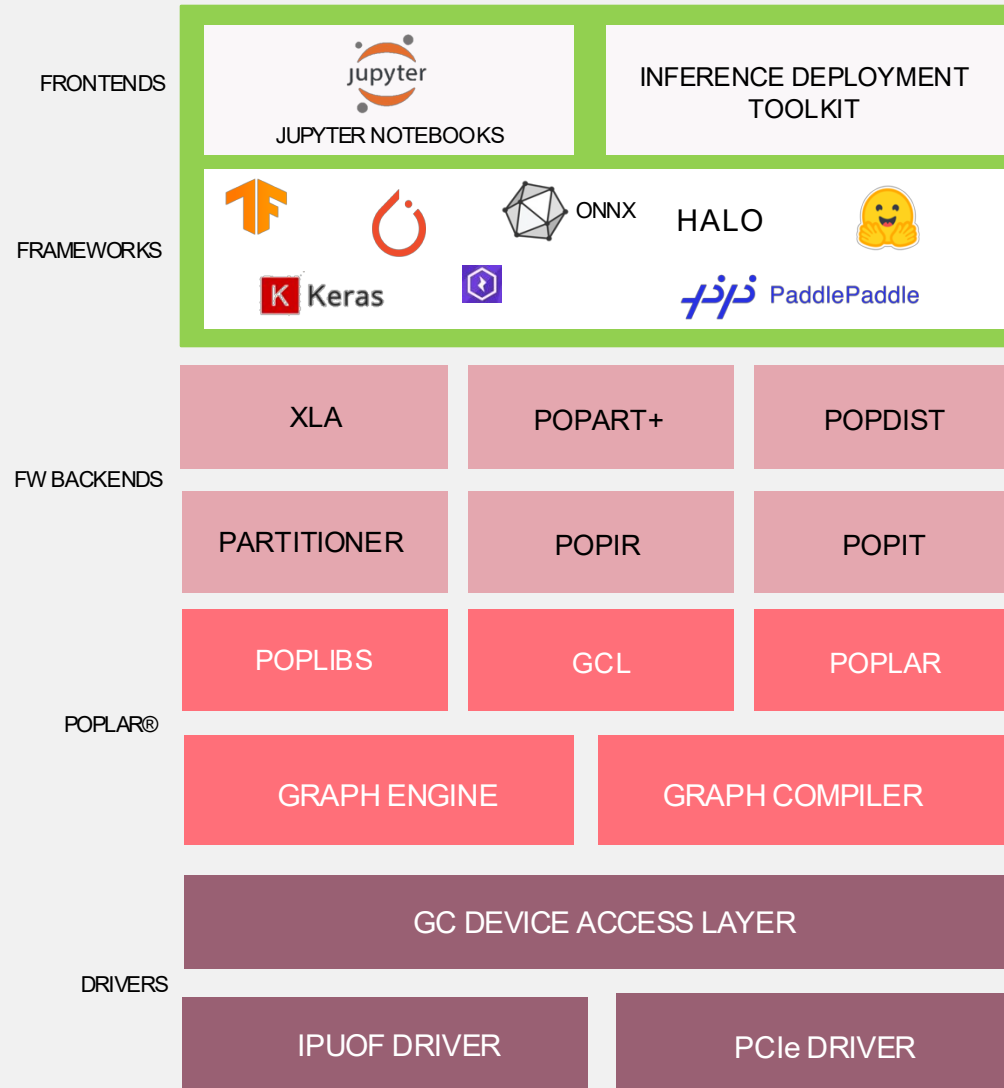 FRONTENDS
jupyter
JUPYTER NOTEBOOKS
INFERENCE DEPLOYMENT
TOOLKIT
FRAMEWORKS
ONNX
HALO
K Keras
PaddlePaddle
FW BACKENDS
XLA
POPART+
POPDIST
PARTITIONER
POPIR
POPIT
POPLAR®
POPLIBS
GCL
POPLAR
GRAPH ENGINE
GRAPH COMPILER
DRIVERS
GC DEVICE ACCESS LAYER
IPUOF DRIVER
PCIe DRIVER